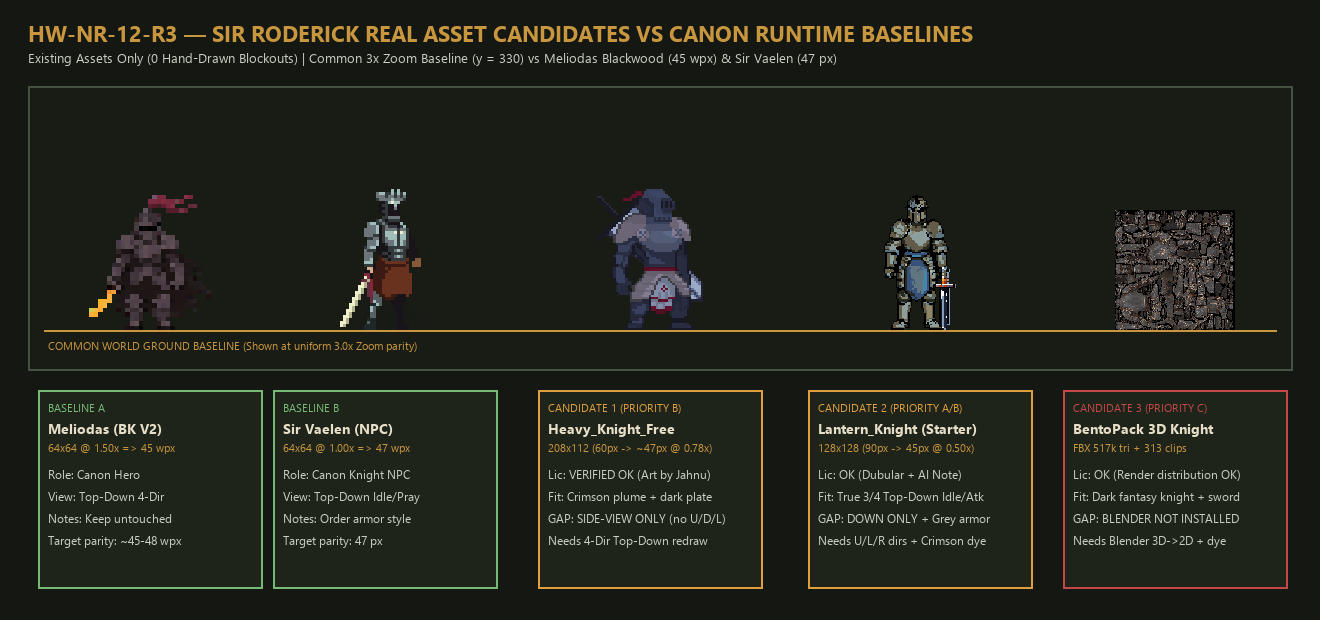 HW-NR-12-R3 — SIR RODERICK REAL ASSET CANDIDATES VS CANON RUNTIME BASELINES
Existing Assets Only (0 Hand-Drawn Blockouts) | Common 3x Zoom Baseline (y = 330) vs Meliodas Blackwood (45 wpx) & Sir Vaelen (47 px)
COMMON WORLD GROUND BASELINE (Shown at uniform 3.0x Zoom parity)
BASELINE A
Meliodas (BK V2)
64x64 @ 1.50x => 45 wpx
Role: Canon Hero
View: Top-Down 4-Dir
Notes: Keep untouched
Target parity: ~45-48 wpx
BASELINE B
Sir Vaelen (NPC)
64x64 @ 1.00x => 47 wpx
Role: Canon Knight NPC
View: Top-Down Idle/Pray
Notes: Order armor style
Target parity: 47 px
CANDIDATE 1 (PRIORITY B)
Heavy_Knight_Free
208x112 (60px -> ~47px @ 0.78x)
Lic: VERIFIED OK (Art by Jahnu)
Fit: Crimson plume + dark plate
GAP: SIDE-VIEW ONLY (no U/D/L)
Needs 4-Dir Top-Down redraw
CANDIDATE 2 (PRIORITY A/B)
Lantern_Knight (Starter)
128x128 (90px -> 45px @ 0.50x)
Lic: OK (Dubular + AI Note)
Fit: True 3/4 Top-Down Idle/Atk
GAP: DOWN ONLY + Grey armor
Needs U/L/R dirs + Crimson dye
CANDIDATE 3 (PRIORITY C)
BentoPack 3D Knight
FBX 517k tri + 313 clips
Lic: OK (Render distribution OK)
Fit: Dark fantasy knight + sword
GAP: BLENDER NOT INSTALLED
Needs Blender 3D->2D + dye